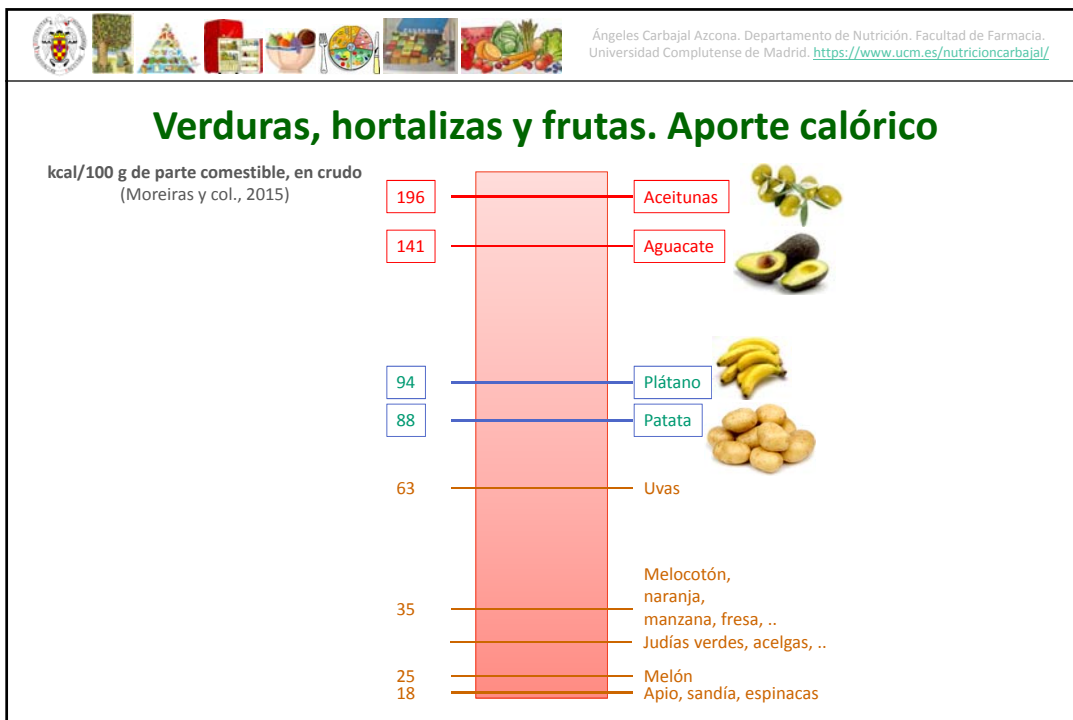 Ángeles Carbajal Azcona. Departamento de Nutrición. Facultad de Farmacia.
Universidad Complutense de Madrid. https://www.ucm.es/nutricioncarbajal/
Verduras, hortalizas y frutas. Aporte calórico
kcal/100 g de parte comestible, en crudo
(Moreiras y col., 2015)
196 Aceitunas
141 Aguacate
94 Plátano
88 Patata
63 Uvas
Melocotón,
naranja,
35 manzana, fresa, ..
Judías verdes, acelgas, ..
25 Melón
18 Apio, sandía, espinacas